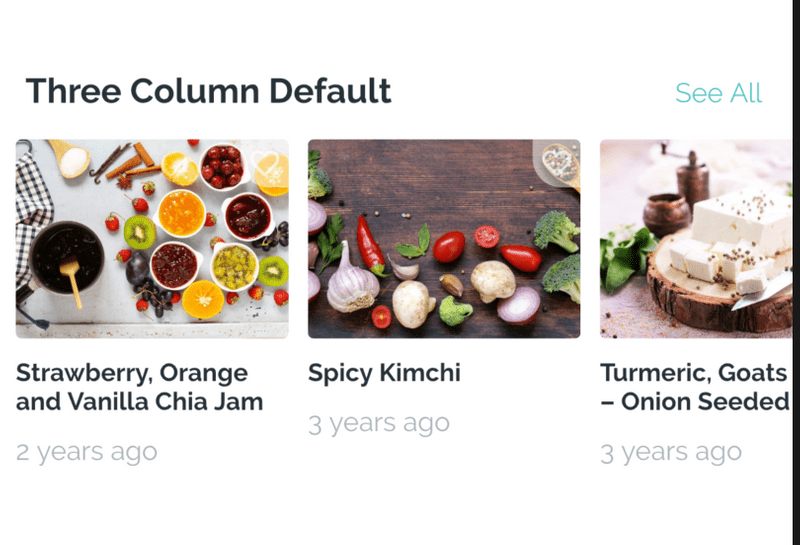 Three Column Default
See All
Strawberry, Orange
and Vanilla Chia Jam
2 years ago
Spicy Kimchi
3 years ago
Turmeric, Goats
– Onion Seeded
3 years ago